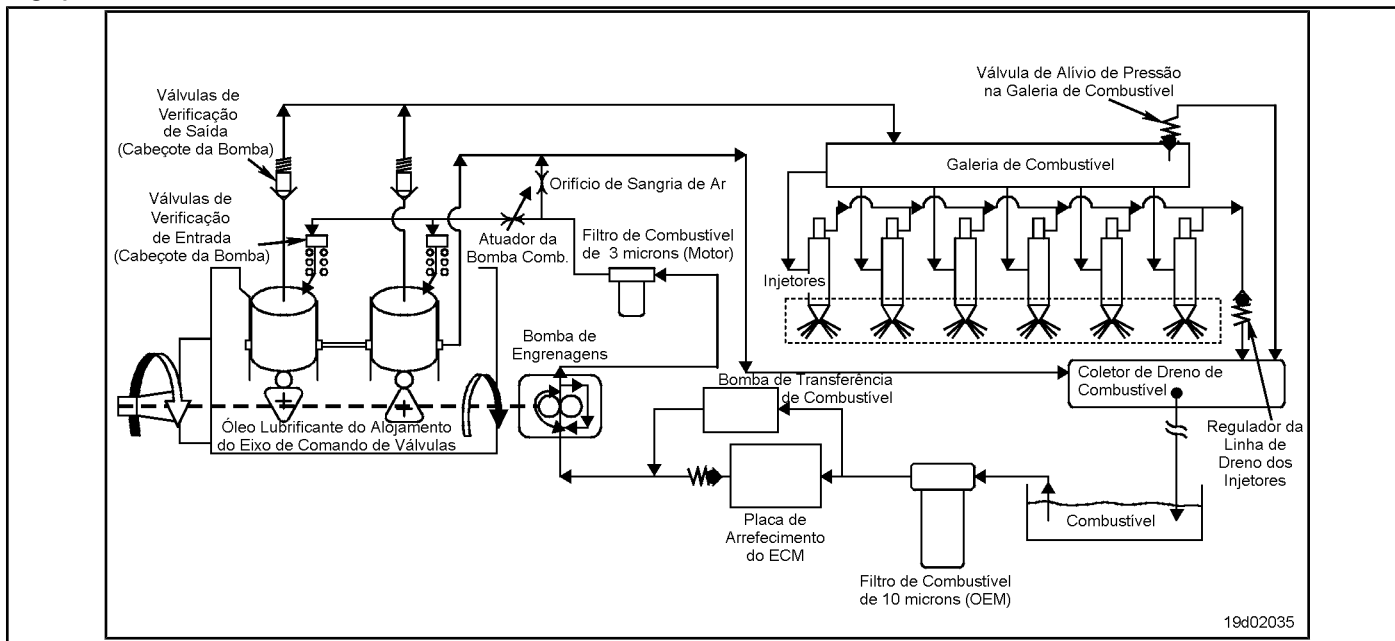 Válvulas de
Verificação
de Saída
(Cabeçote da Bomba)
Válvulas de
Verificação
de Entrada
(Cabeçote da Bomba)
Orifício de Sangria de Ar
Atuador da
Bomba Comb.
Filtro de Combustível
de 3 microns (Motor)
Válvula de Alívio de Pressão
na Galeria de Combustível
Galeria de Combustível
Injetores
Bomba de
Engrenagens
Óleo Lubrificante do Alojamento
do Eixo de Comando de Válvulas
Bomba de Transferência
de Combustível
Coletor de Dreno de
Combustível
Regulador da
Linha de
Dreno dos
Injetores
Placa de
Arrefecimento
do ECM
Combustível
Filtro de Combustível
de 10 microns (OEM)
19d02035